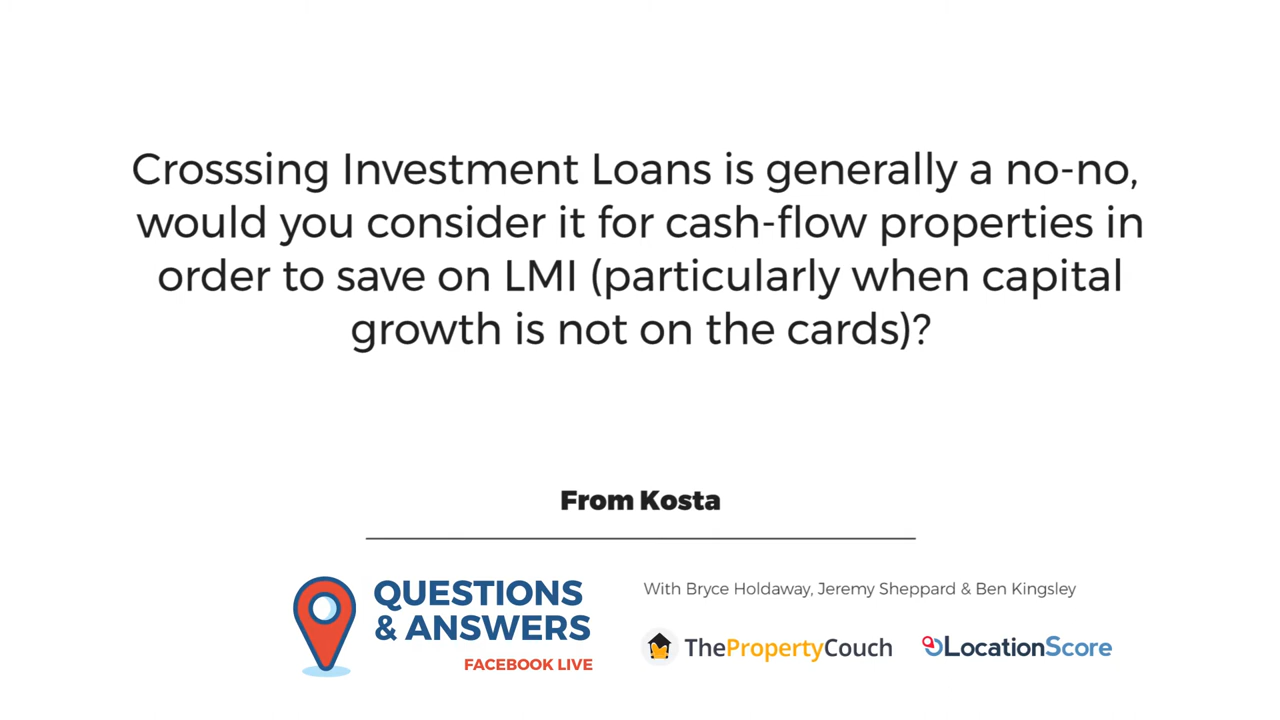 Crosssing Investment Loans is generally a no-no,
would you consider it for cash-flow properties in
order to save on LMI (particularly when capital
growth is not on the cards)?
From Kosta
QUESTIONS
& ANSWERS
FACEBOOK LIVE
With Bryce Holdaway, Jeremy Sheppard & Ben Kingsley
ThePropertyCouch
LocationScore